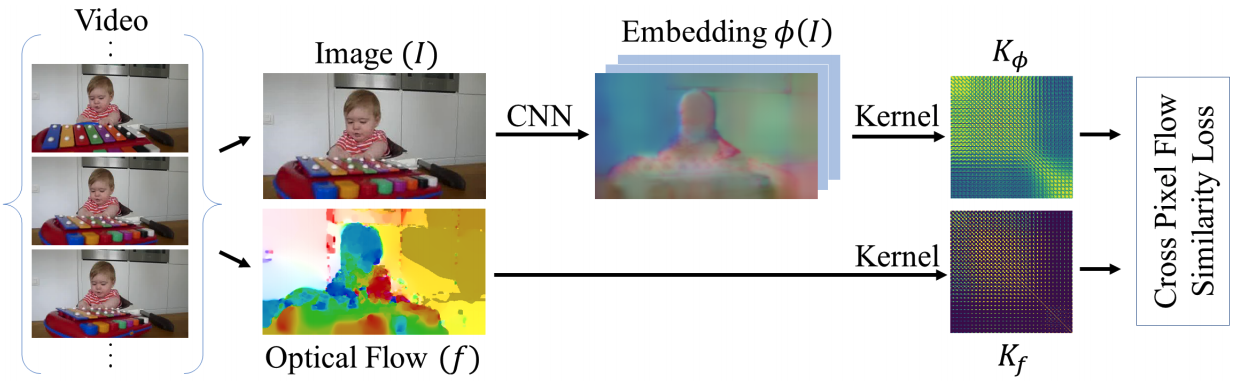 Video
Image (I)
Embedding ϕ(I)
K_ϕ
CNN
Kernel
Cross Pixel Flow
Similarity Loss
Kernel
Optical Flow (f)
K_f